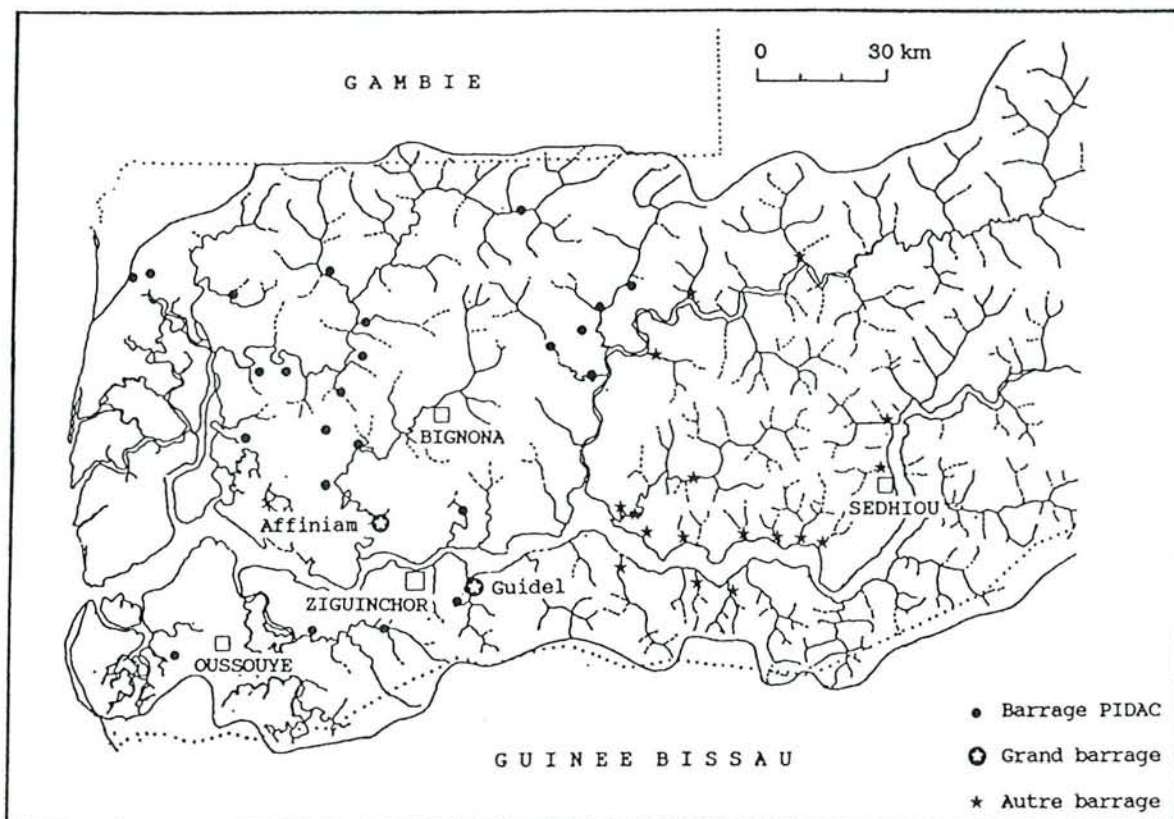 0 30 km
GAMBIE
BIGNONA
Affiniam
SEDHIOU
Guidel
ZIGUINCHOR
OUSSOUYE
Barrage PIDAC
GUINEE BISSAU
Grand barrage
Autre barrage